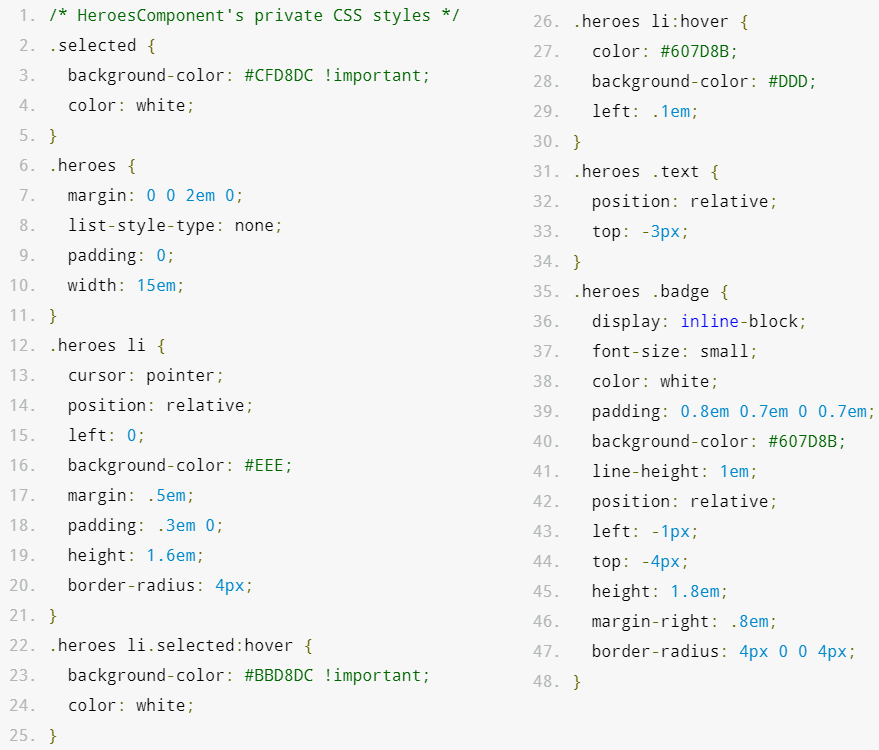 1. /* HeroesComponent's private CSS styles */
2. .selected {
3.   background-color: #CFD8DC !important;
4.   color: white;
5. }
6. .heroes {
7.   margin: 0 0 2em 0;
8.   list-style-type: none;
9.   padding: 0;
10.   width: 15em;
11. }
12. .heroes li {
13.   cursor: pointer;
14.   position: relative;
15.   left: 0;
16.   background-color: #EEE;
17.   margin: .5em;
18.   padding: .3em 0;
19.   height: 1.6em;
20.   border-radius: 4px;
21. }
22. .heroes li.selected:hover {
23.   background-color: #BBD8DC !important;
24.   color: white;
25. }
26. .heroes li:hover {
27.   color: #607D8B;
28.   background-color: #DDD;
29.   left: .1em;
30. }
31. .heroes .text {
32.   position: relative;
33.   top: -3px;
34. }
35. .heroes .badge {
36.   display: inline-block;
37.   font-size: small;
38.   color: white;
39.   padding: 0.8em 0.7em 0 0.7em;
40.   background-color: #607D8B;
41.   line-height: 1em;
42.   position: relative;
43.   left: -1px;
44.   top: -4px;
45.   height: 1.8em;
46.   margin-right: .8em;
47.   border-radius: 4px 0 0 4px;
48. }